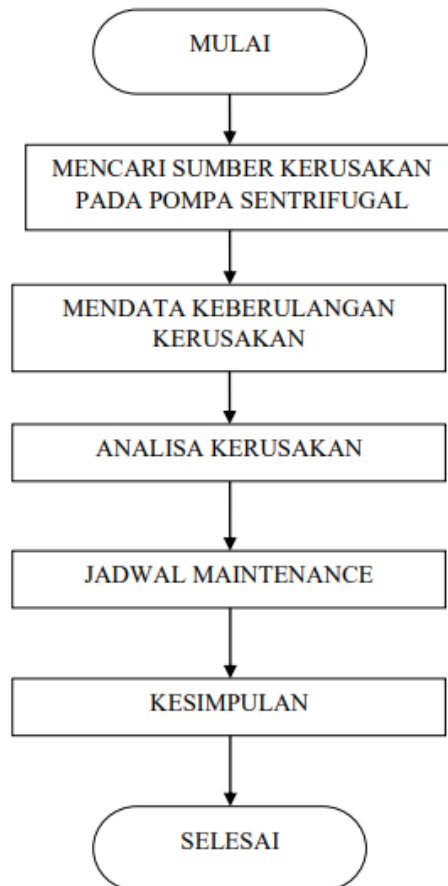 MULAI
MENCARI SUMBER KERUSAKAN
PADA POMPA SENTRIFUGAL
MENDATA KEBERULANGAN
KERUSAKAN
ANALISA KERUSAKAN
JADWAL MAINTENANCE
KESIMPULAN
SELESAI